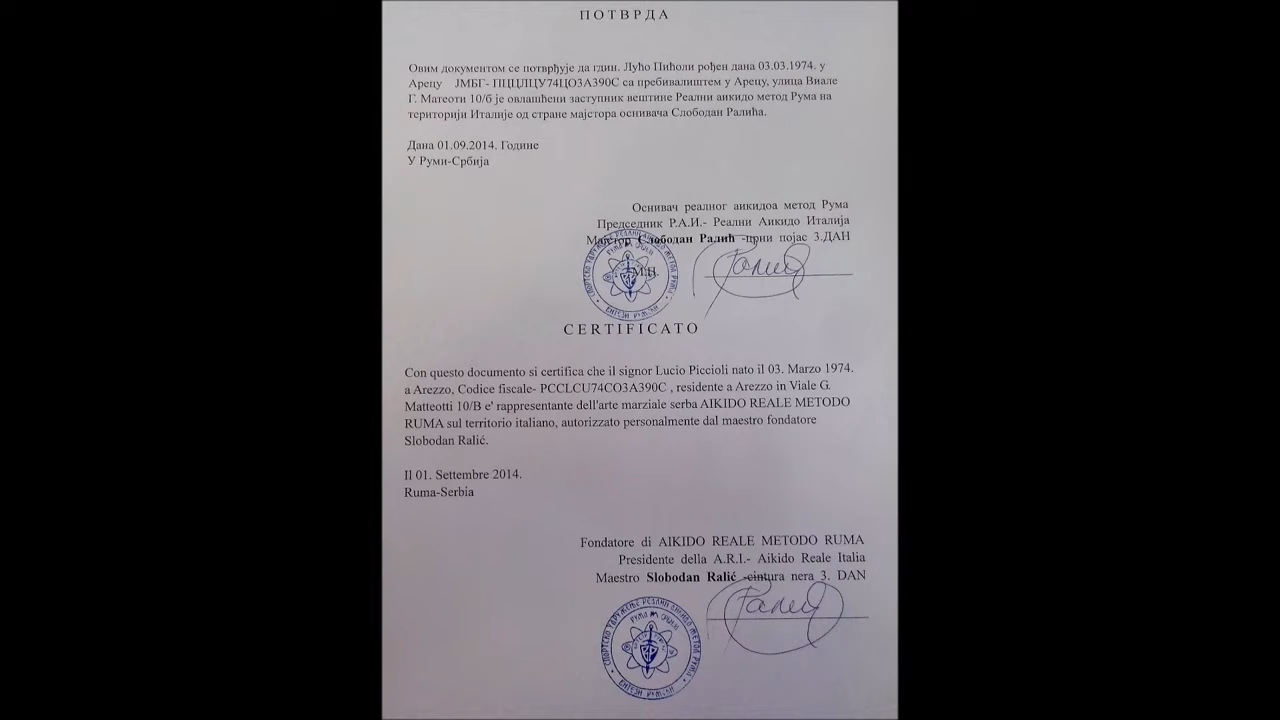 ПОТВРДА
Овим документом се потврђује да гдин. Лућо Пићоли рођен дана 03.03.1974. у
Арецу ЈМБГ- ПЦЦЛЦУ74ЦО3А390С са пребивалиштем у Арецу, улица Виале
Г. Матеоти 10/б је овлашћени заступник вештине Реални аикидо метод Рума на
територији Италије од стране мајстора оснивача Слободан Ралића.
Дана 01.09.2014. Године
У Руми-Србија
Оснивач реалног аикидоа метод Рума
Председник Р.А.И.- Реални Аикидо Италија
Мајстор Слободан Ралић -црни појас 3.ДАН
М.П.
CERTIFICATO
Con questo documento si certifica che il signor Lucio Piccioli nato il 03. Marzo 1974.
a Arezzo, Codice fiscale- PCCLCU74CO3A390C , residente a Arezzo in Viale G.
Matteotti 10/B e' rappresentante dell'arte marziale serba AIKIDO REALE METODO
RUMA sul territorio italiano, autorizzato personalmente dal maestro fondatore
Slobodan Ralić.
Il 01. Settembre 2014.
Ruma-Serbia
Fondatore di AIKIDO REALE METODO RUMA
Presidente della A.R.I.- Aikido Reale Italia
Maestro Slobodan Ralić -cintura nera 3. DAN
СПОРТСКО УДРУЖЕЊЕ РЕАЛНИ АИКИДО МЕТОД РУМА